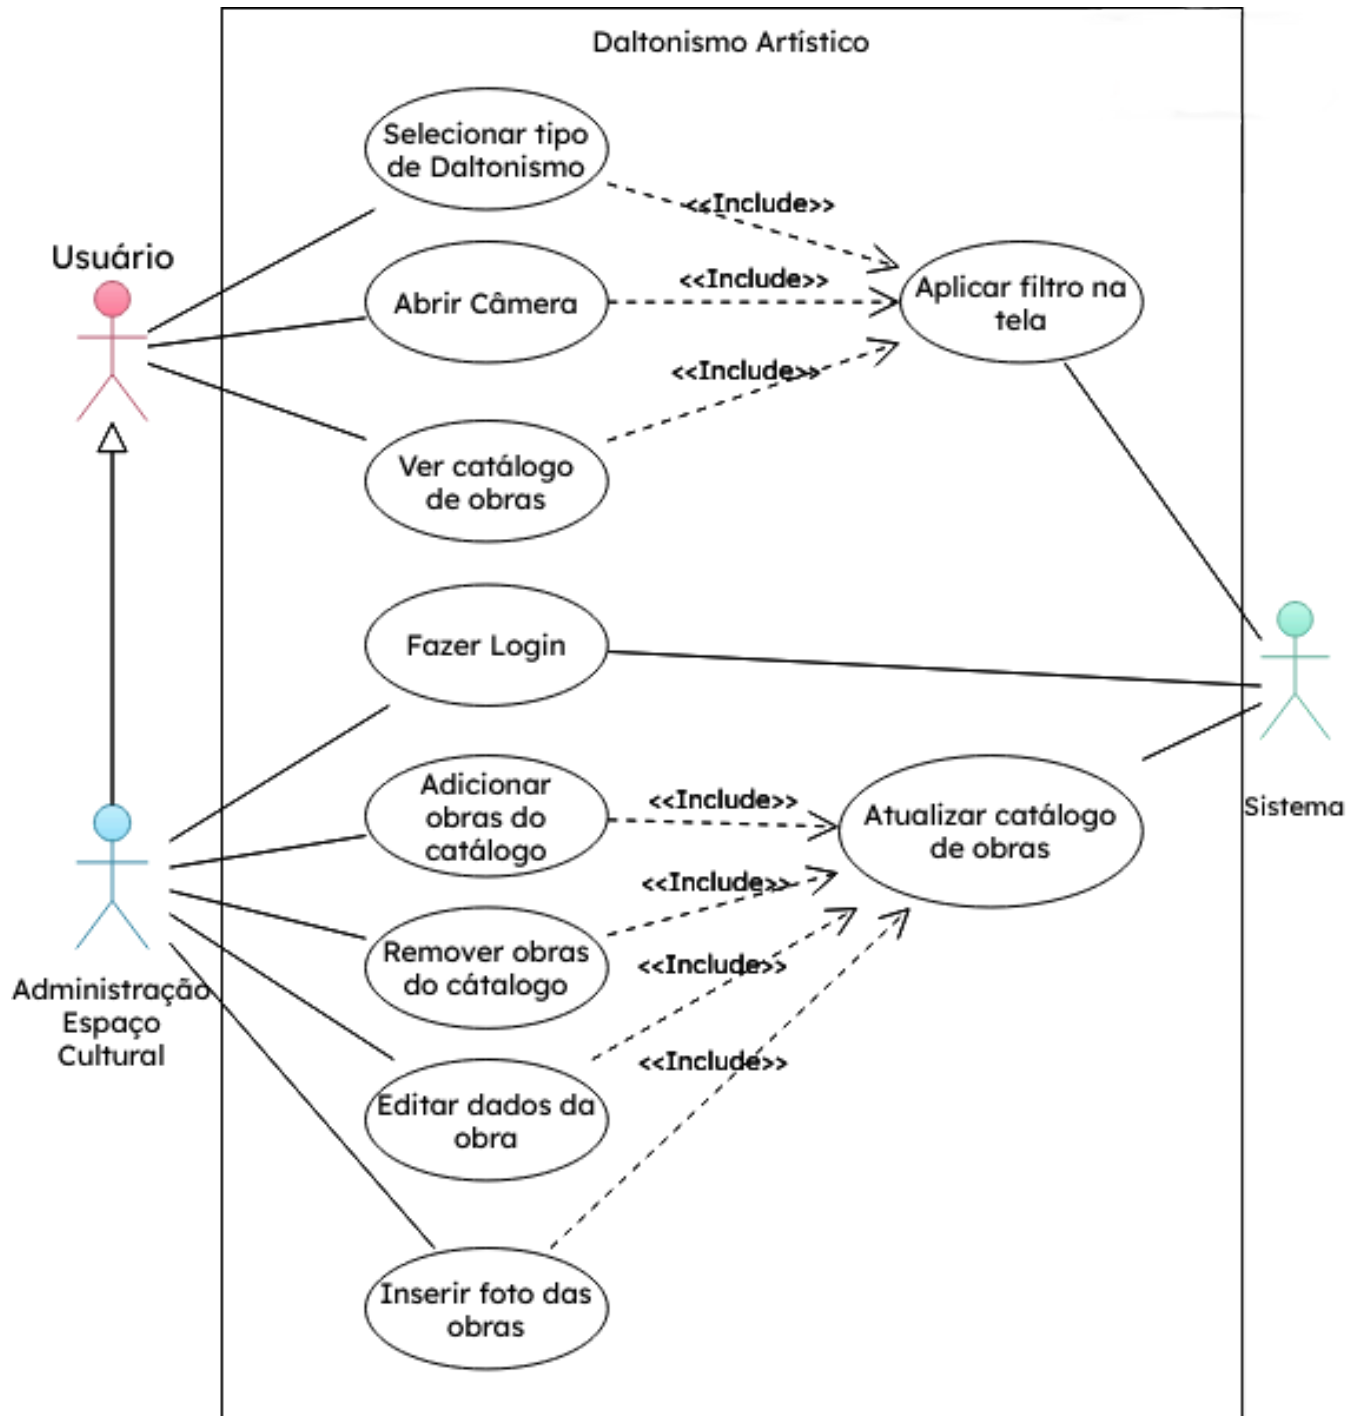 Daltonismo Artístico
Selecionar tipo
de Daltonismo
<<Include>>
Usuário
Abrir Câmera
<<Include>>
Aplicar filtro na
tela
<<Include>>
Ver catálogo
de obras
Fazer Login
Adicionar
obras do
catálogo
<<Include>>
Atualizar catálogo
de obras
Sistema
<<Include>>
Remover obras
do cátalogo
<<Include>>
Administração
Espaço
Cultural
<<Include>>
Editar dados da
obra
Inserir foto das
obras